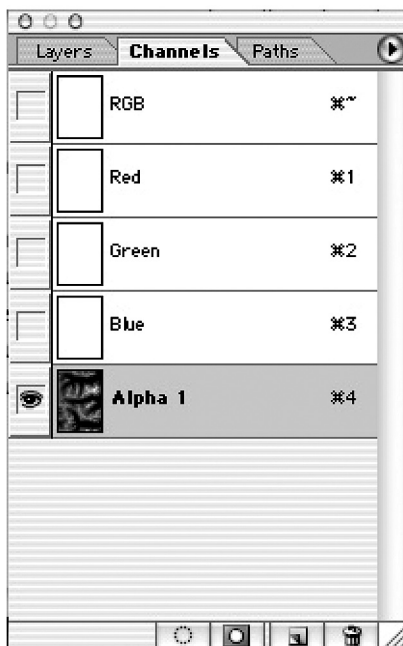 Layers Channels Paths
RGB ⌘~
Red ⌘1
Green ⌘2
Blue ⌘3
Alpha 1 ⌘4